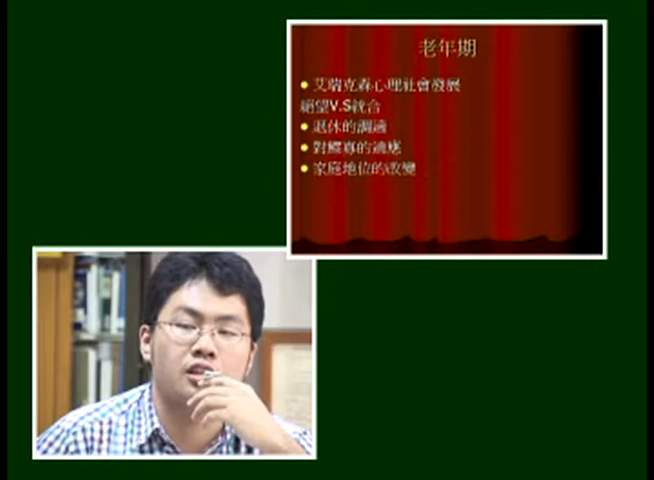 老年期
艾瑞克森心理社會發展
絕望V.S統合
退休的調適
對鰥寡的適應
家庭地位的改變